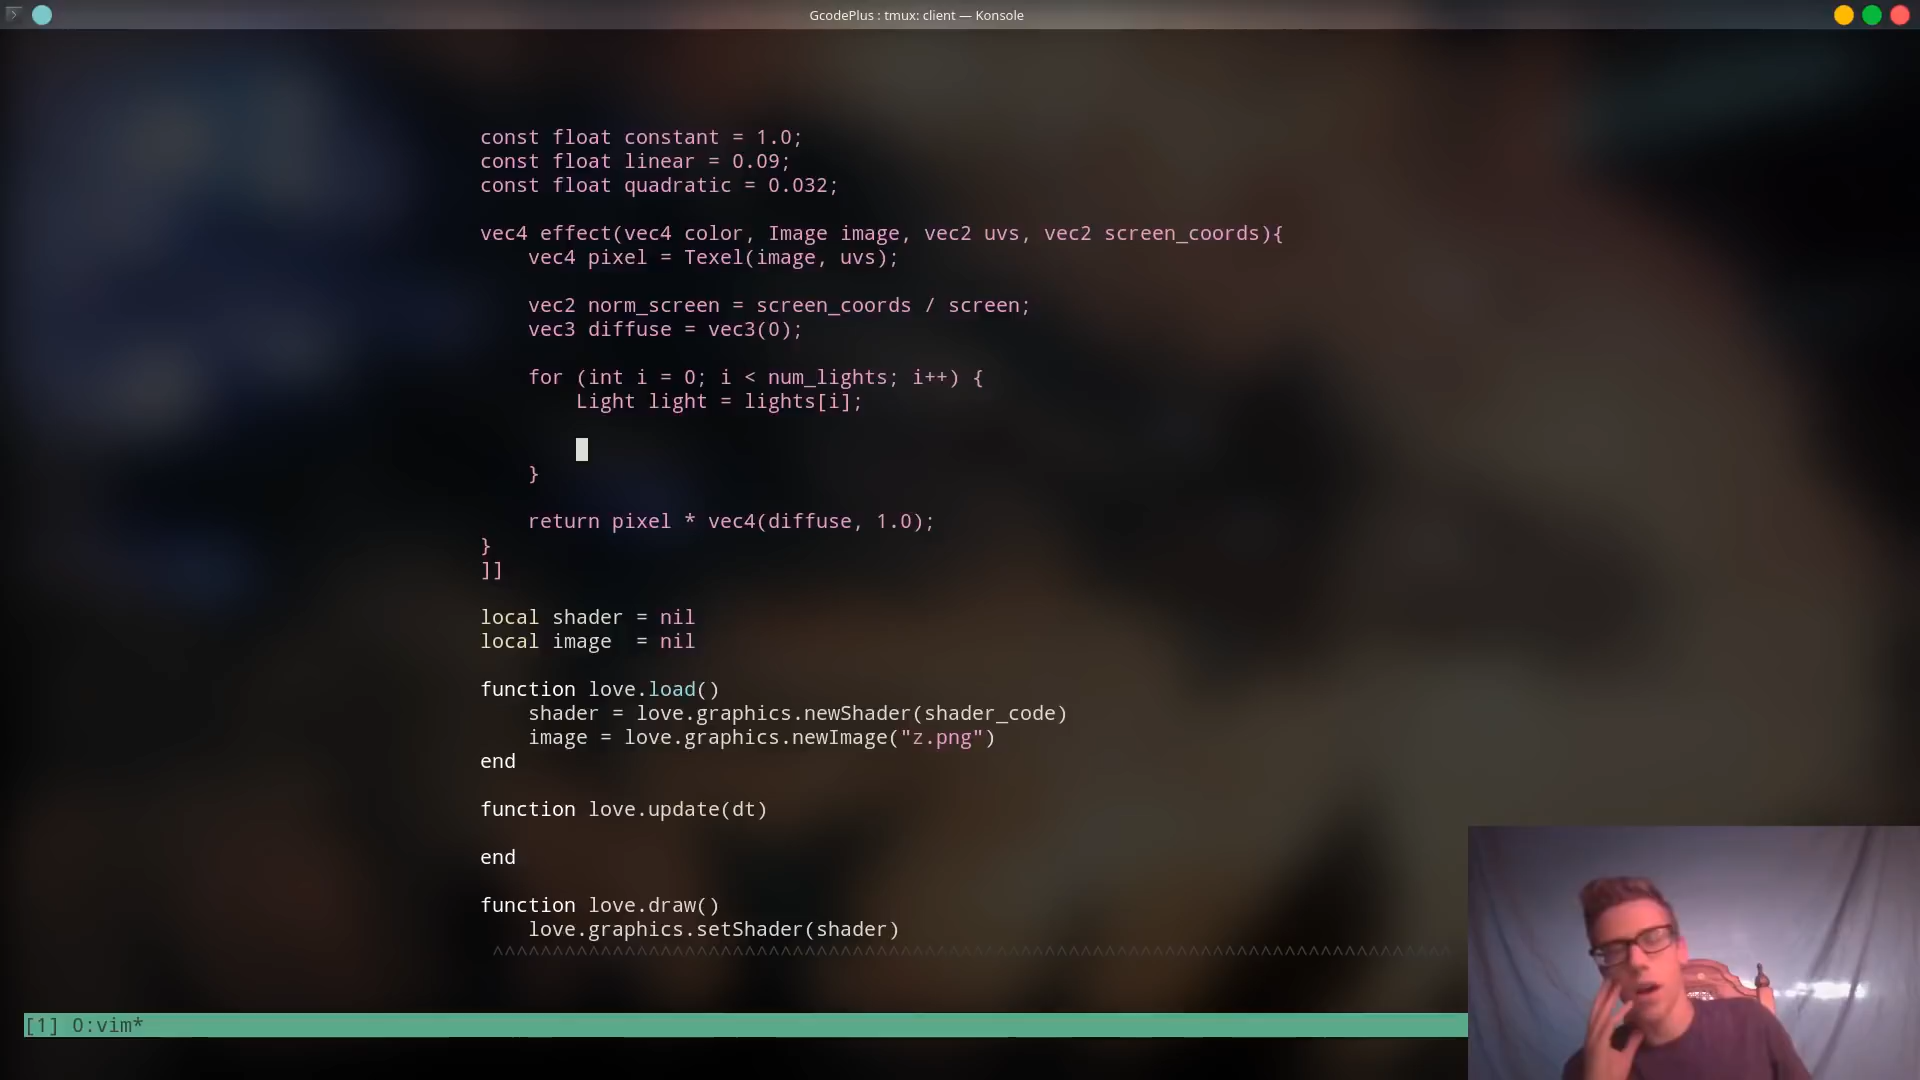 GcodePlus : tmux: client — Konsole
const float constant = 1.0;
const float linear = 0.09;
const float quadratic = 0.032;
vec4 effect(vec4 color, Image image, vec2 uvs, vec2 screen_coords){
    vec4 pixel = Texel(image, uvs);
    vec2 norm_screen = screen_coords / screen;
    vec3 diffuse = vec3(0);
    for (int i = 0; i < num_lights; i++) {
        Light light = lights[i];
    }
    return pixel * vec4(diffuse, 1.0);
}
]]
local shader = nil
local image  = nil
function love.load()
    shader = love.graphics.newShader(shader_code)
    image = love.graphics.newImage("z.png")
end
function love.update(dt)
end
function love.draw()
    love.graphics.setShader(shader)
^^^^^^^^^^^^^^^^^^^^^^^^^^^^^^^^^^^^^^^^^^^^^^^^^^^^^^^^^^^^^^^^^^^^^^^^^^^^^^^^
[1] 0:vim*